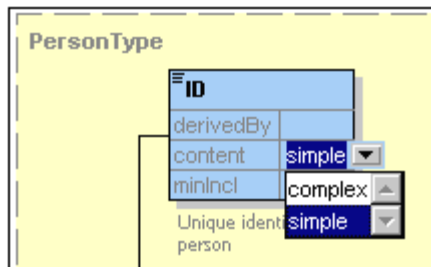 PersonType
ID
derivedBy
content simple
minIncl complex
simple
Unique identi
person